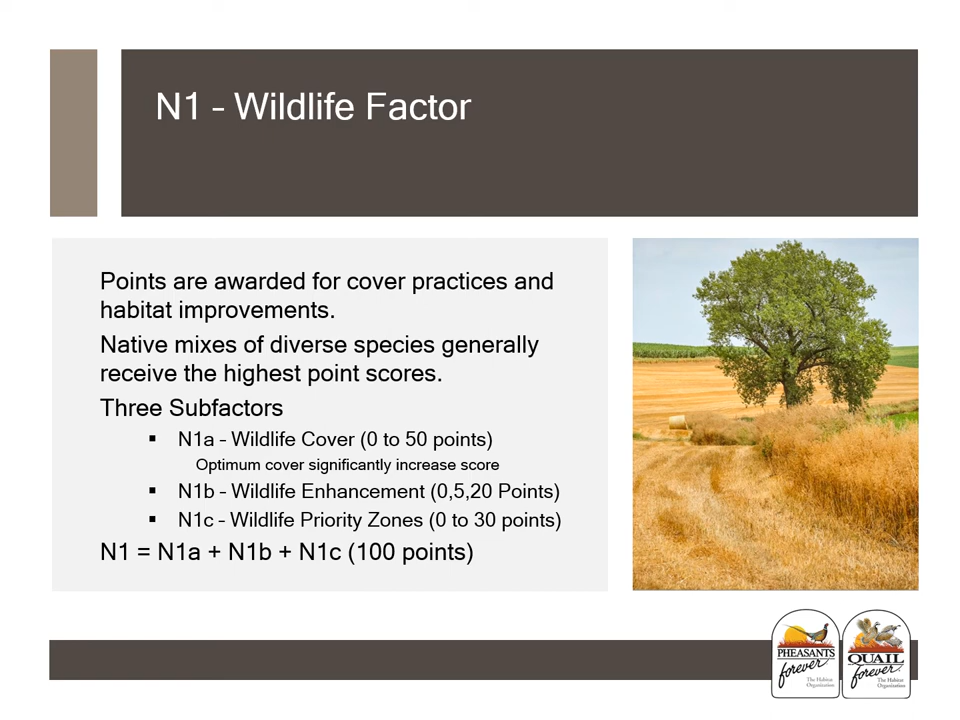 N1 – Wildlife Factor
Points are awarded for cover practices and
habitat improvements.
Native mixes of diverse species generally
receive the highest point scores.
Three Subfactors
▪ N1a – Wildlife Cover (0 to 50 points)
Optimum cover significantly increase score
▪ N1b – Wildlife Enhancement (0,5,20 Points)
▪ N1c – Wildlife Priority Zones (0 to 30 points)
N1 = N1a + N1b + N1c (100 points)
PHEASANTS
forever
The Habitat
Organization
QUAIL
forever
The Habitat
Organization